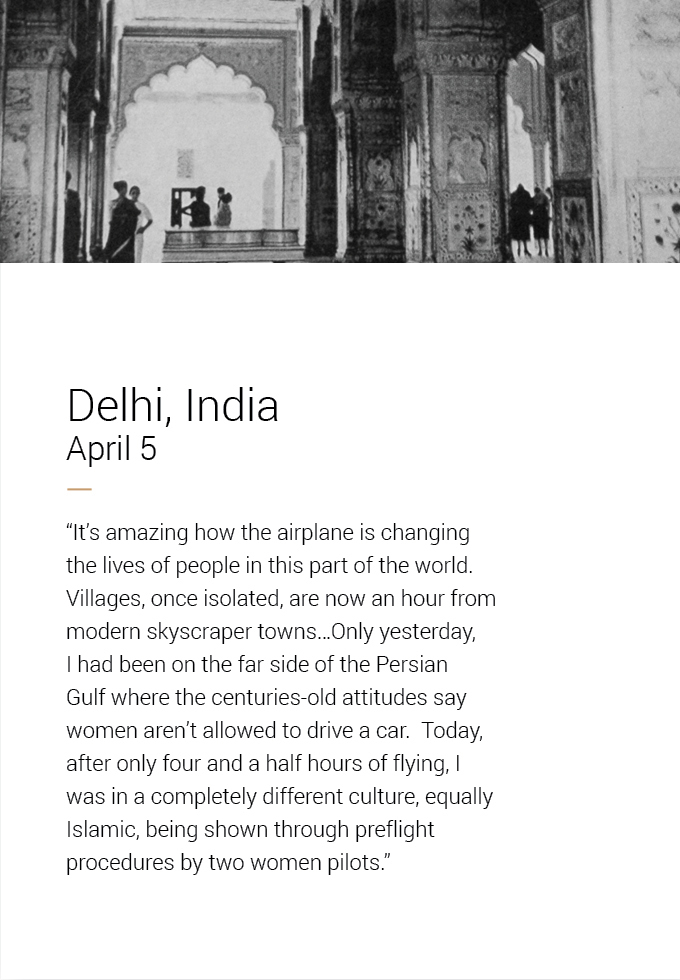 Delhi, India
April 5
“It’s amazing how the airplane is changing
the lives of people in this part of the world.
Villages, once isolated, are now an hour from
modern skyscraper towns...Only yesterday,
I had been on the far side of the Persian
Gulf where the centuries-old attitudes say
women aren’t allowed to drive a car.  Today,
after only four and a half hours of flying, I
was in a completely different culture, equally
Islamic, being shown through preflight
procedures by two women pilots.”